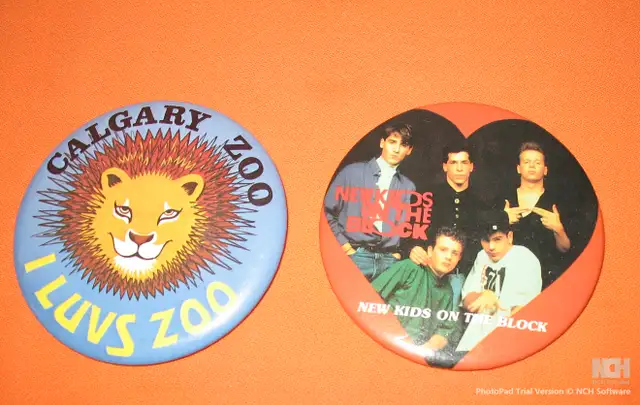 CALGARY ZOO
I LUVS ZOO
NEW KIDS
ON THE
BLOCK
NEW KIDS ON THE BLOCK
NCH
PhotoPad Trial Version © NCH Software